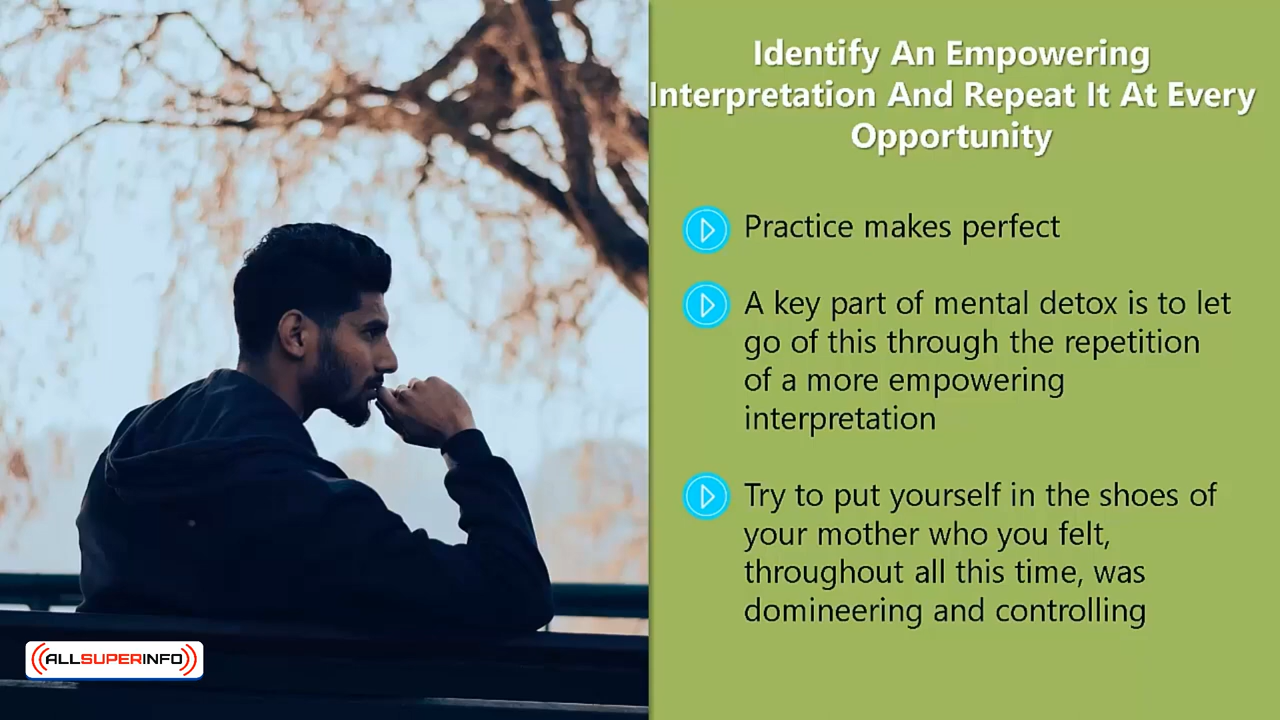 Identify An Empowering
Interpretation And Repeat It At Every
Opportunity
Practice makes perfect
A key part of mental detox is to let
go of this through the repetition
of a more empowering
interpretation
Try to put yourself in the shoes of
your mother who you felt,
throughout all this time, was
domineering and controlling
ALLSUPERINFO